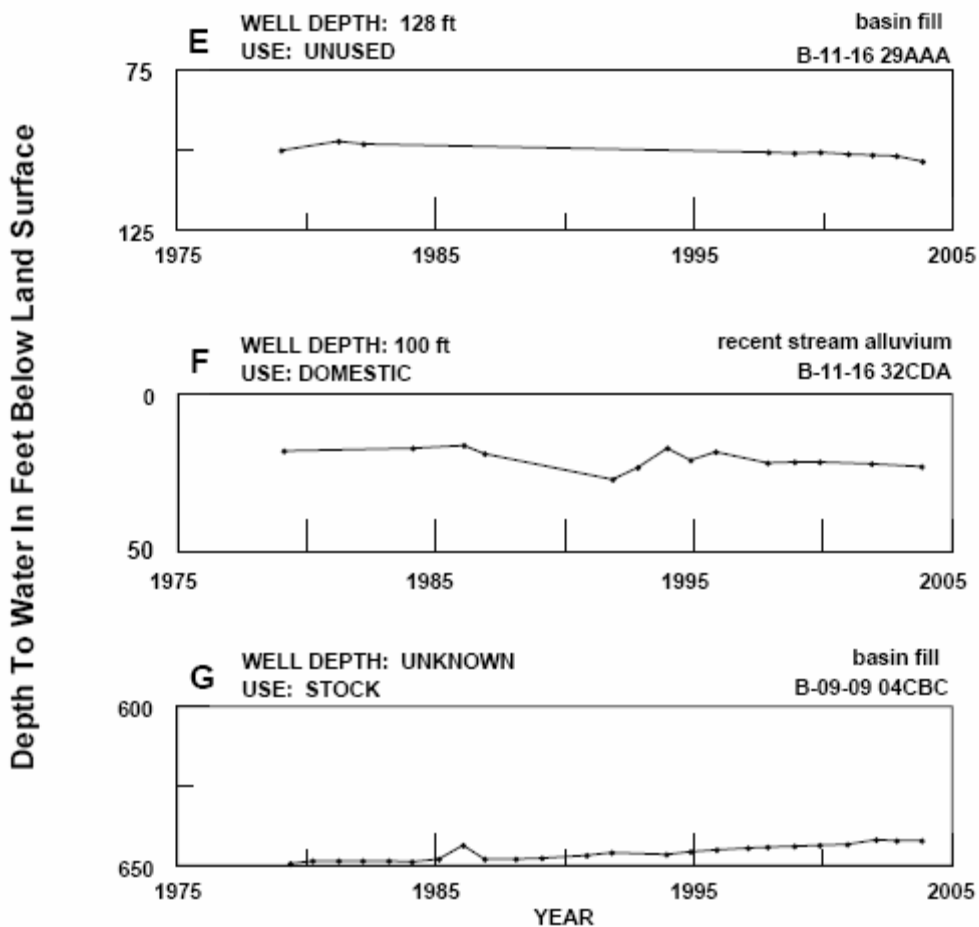 E
WELL DEPTH: 128 ft
USE: UNUSED
basin fill
B-11-16 29AAA
75
125
1975
1985
1995
2005
F
WELL DEPTH: 100 ft
USE: DOMESTIC
recent stream alluvium
B-11-16 32CDA
0
50
1975
1985
1995
2005
G
WELL DEPTH: UNKNOWN
USE: STOCK
basin fill
B-09-09 04CBC
600
650
1975
1985
1995
2005
YEAR
Depth To Water In Feet Below Land Surface